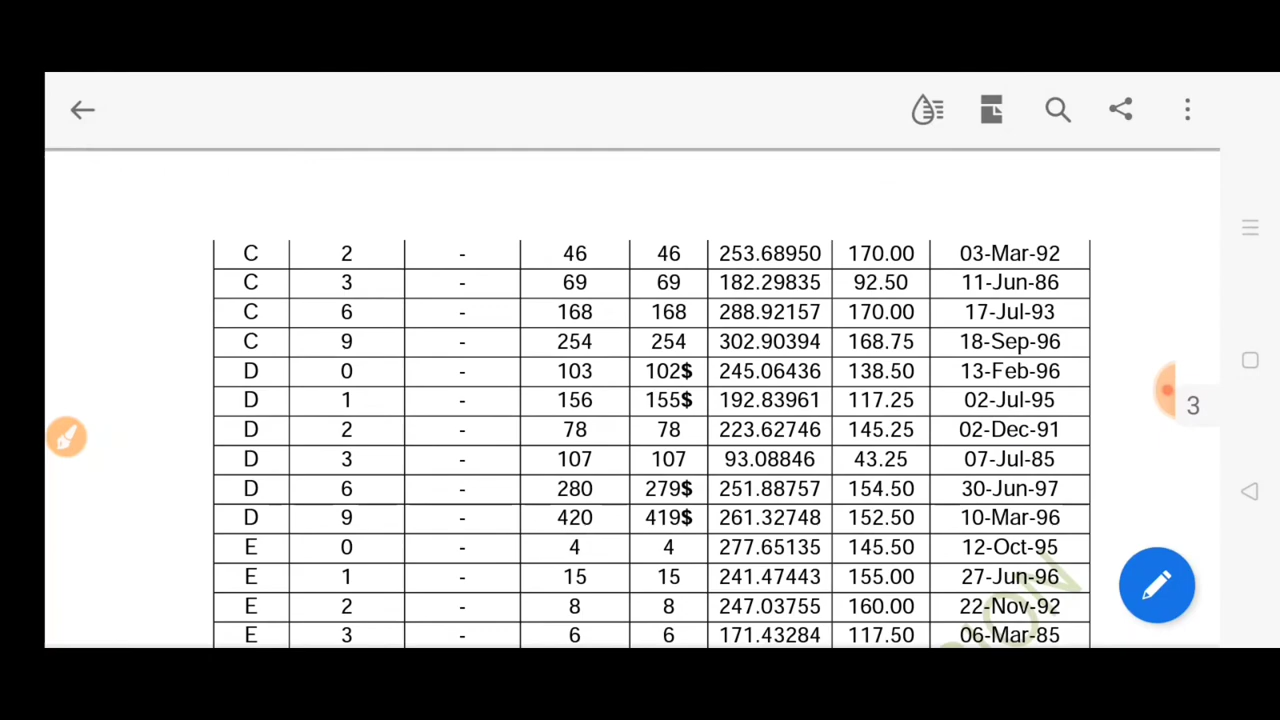 C 2 - 46 46 253.68950 170.00 03-Mar-92
C 3 - 69 69 182.29835 92.50 11-Jun-86
C 6 - 168 168 288.92157 170.00 17-Jul-93
C 9 - 254 254 302.90394 168.75 18-Sep-96
D 0 - 103 102$ 245.06436 138.50 13-Feb-96
D 1 - 156 155$ 192.83961 117.25 02-Jul-95
D 2 - 78 78 223.62746 145.25 02-Dec-91
D 3 - 107 107 93.08846 43.25 07-Jul-85
3
D 6 - 280 279$ 251.88757 154.50 30-Jun-97
D 9 - 420 419$ 261.32748 152.50 10-Mar-96
E 0 - 4 4 277.65135 145.50 12-Oct-95
E 1 - 15 15 241.47443 155.00 27-Jun-96
E 2 - 8 8 247.03755 160.00 22-Nov-92
E 3 - 6 6 171.43284 117.50 06-Mar-85